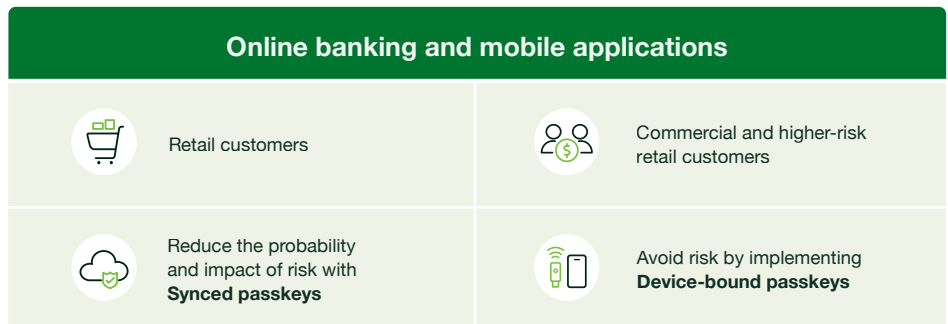 Online banking and mobile applications
Retail customers
Commercial and higher-risk
retail customers
Reduce the probability
and impact of risk with
Synced passkeys
Avoid risk by implementing
Device-bound passkeys